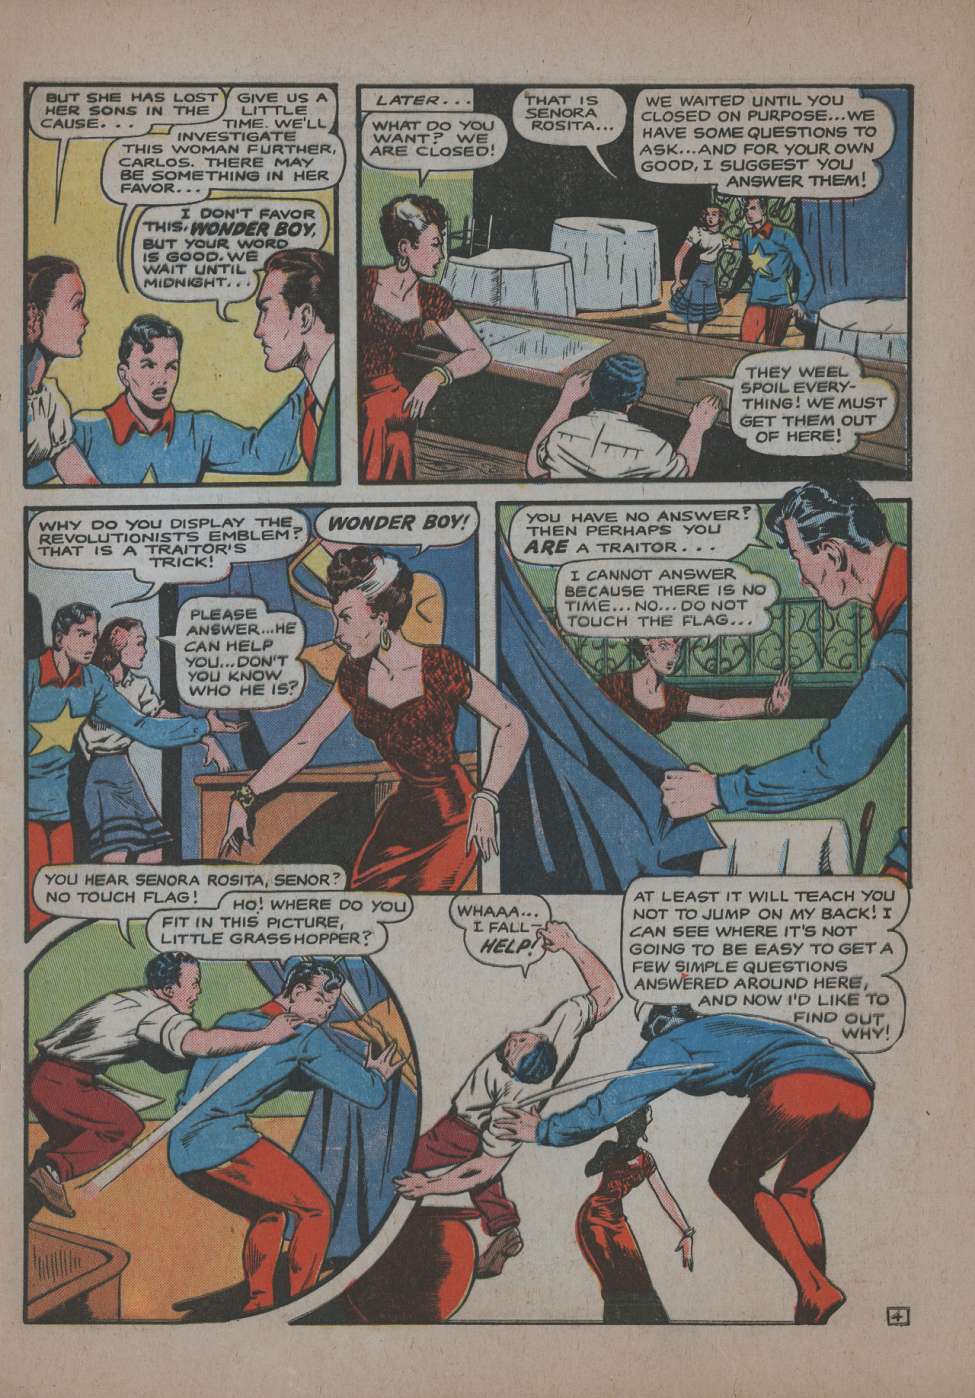 BUT SHE HAS LOST
HER SONS IN THE
CAUSE...
GIVE US A
LITTLE
TIME. WE'LL
INVESTIGATE
THIS WOMAN FURTHER,
CARLOS. THERE MAY
BE SOMETHING IN HER
FAVOR...
I DON'T FAVOR
THIS, WONDER BOY,
BUT YOUR WORD
IS GOOD. WE
WAIT UNTIL
MIDNIGHT...
LATER...
WHAT DO YOU
WANT? WE
ARE CLOSED!
THAT IS
SENORA
ROSITA...
WE WAITED UNTIL YOU
CLOSED ON PURPOSE...WE
HAVE SOME QUESTIONS TO
ASK...AND FOR YOUR OWN
GOOD, I SUGGEST YOU
ANSWER THEM!
THEY WEEL
SPOIL EVERY-
THING! WE MUST
GET THEM OUT
OF HERE!
WHY DO YOU DISPLAY THE
REVOLUTIONISTS EMBLEM?
THAT IS A TRAITOR'S
TRICK!
WONDER BOY!
PLEASE
ANSWER...HE
CAN HELP
YOU...DON'T
YOU KNOW
WHO HE IS?
YOU HAVE NO ANSWER?
THEN PERHAPS YOU
ARE A TRAITOR...
I CANNOT ANSWER
BECAUSE THERE IS NO
TIME...NO...DO NOT
TOUCH THE FLAG...
YOU HEAR SENORA ROSITA, SENOR?
NO TOUCH FLAG!
HO! WHERE DO YOU
FIT IN THIS PICTURE,
LITTLE GRASSHOPPER?
WHAAA...
I FALL-
HELP!
AT LEAST IT WILL TEACH YOU
NOT TO JUMP ON MY BACK! I
CAN SEE WHERE IT'S NOT
GOING TO BE EASY TO GET A
FEW SIMPLE QUESTIONS
ANSWERED AROUND HERE,
AND NOW I'D LIKE TO
FIND OUT
WHY!
4